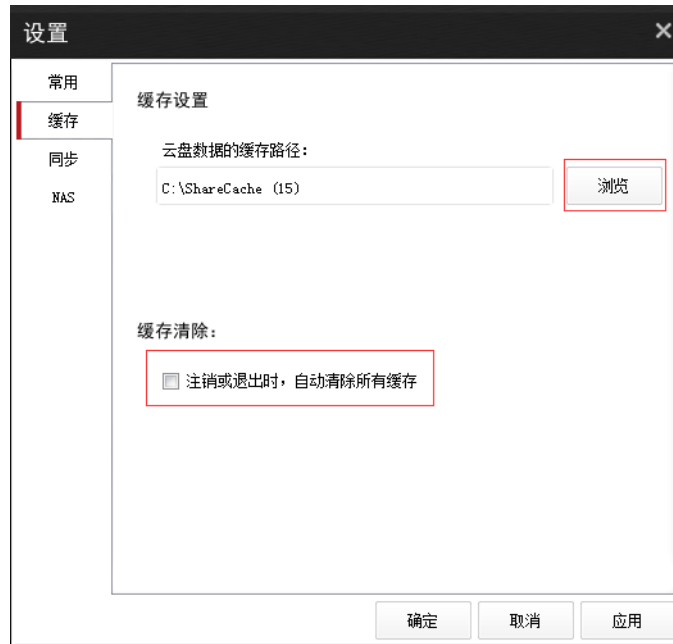 设置
常用
缓存
同步
NAS
缓存设置
云盘数据的缓存路径：
C:\ShareCache (15)
浏览
缓存清除：
注销或退出时，自动清除所有缓存
确定
取消
应用